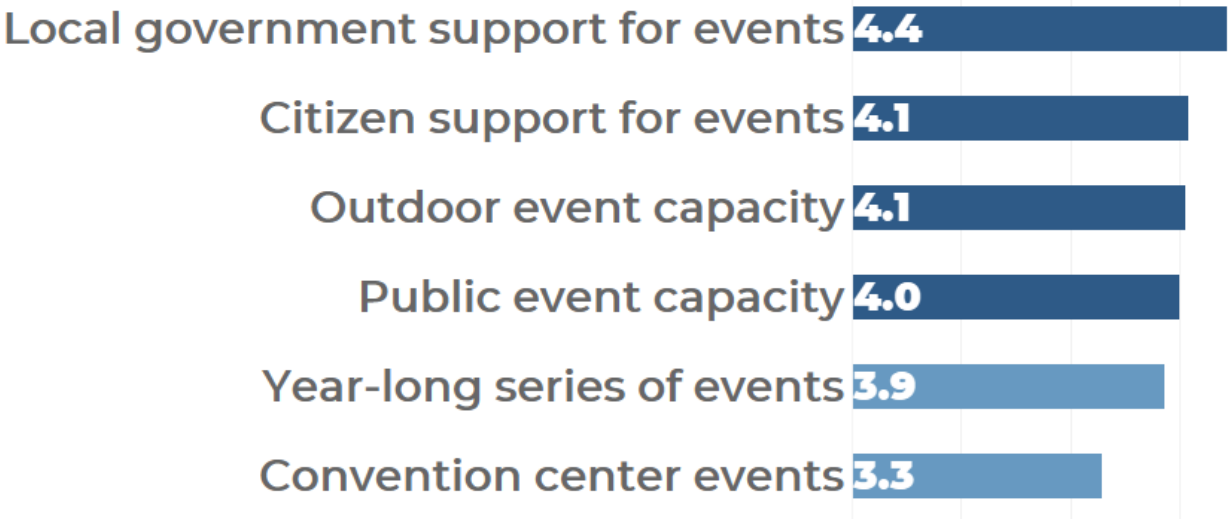 Local government support for events 4.4
Citizen support for events 4.1
Outdoor event capacity 4.1
Public event capacity 4.0
Year-long series of events 3.9
Convention center events 3.3